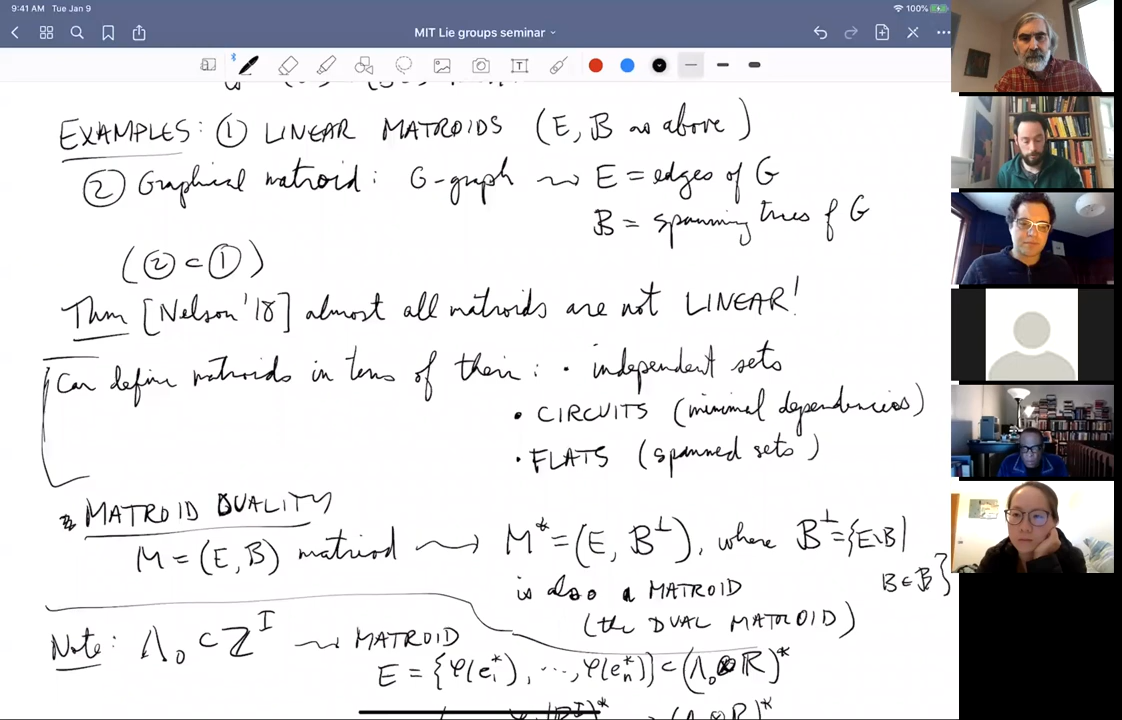 9:41 AM Tue Jan 9
100%
MIT Lie groups seminar
EXAMPLES: ① LINEAR MATROIDS (E, B as above)
② Graphical matroid: G-graph ⇝ E = edges of G
B = spanning trees of G
(② ⊂ ①)
Thm [Nelson '18] almost all matroids are not LINEAR!
Can define matroids in terms of their: · independent sets
· CIRCUITS (minimal dependencies)
· FLATS (spanned sets)
MATROID DUALITY
M = (E, B) matroid ⇝ M* = (E, B^⊥), where B^⊥ = {E\B |
B ∈ B}
is also a MATROID
(the DUAL MATROID)
Note: Λ₀ ⊂ Z^I ⇝ MATROID
E = {φ(e₁*), ..., φ(eₙ*)} ⊂ (Λ₀⊗R)*